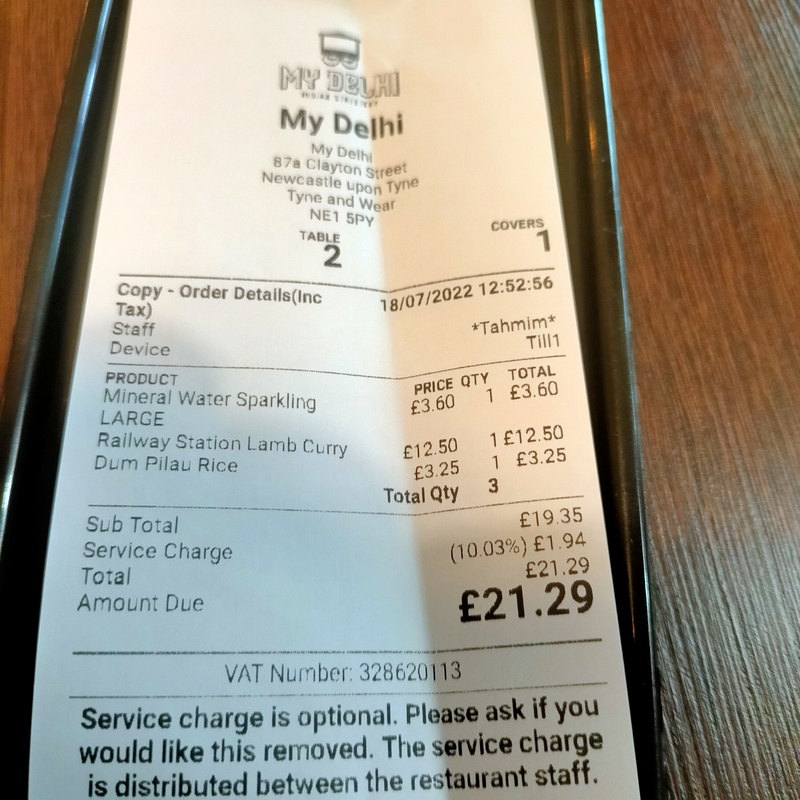 MY DELHI
My Delhi
My Delhi
87a Clayton Street
Newcastle upon Tyne
Tyne and Wear
NE1 5PY
TABLE COVERS
2 1
Copy - Order Details(Inc 18/07/2022 12:52:56
Tax)
Staff *Tahmim*
Device Till1
PRODUCT PRICE QTY TOTAL
Mineral Water Sparkling £3.60 1 £3.60
LARGE
Railway Station Lamb Curry £12.50 1 £12.50
Dum Pilau Rice £3.25 1 £3.25
Total Qty 3
Sub Total £19.35
Service Charge (10.03%) £1.94
Total £21.29
Amount Due £21.29
VAT Number: 328620113
Service charge is optional. Please ask if you
would like this removed. The service charge
is distributed between the restaurant staff.